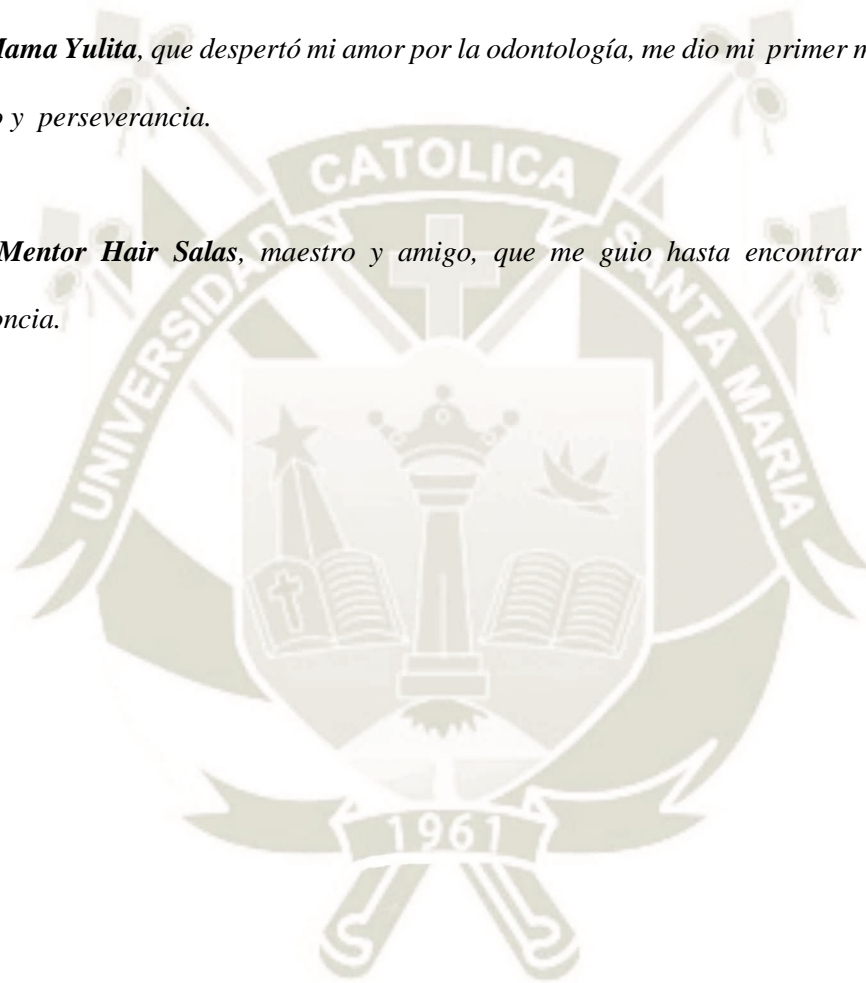 Mama Yulita, que despertó mi amor por la odontología, me dio mi primer
o y perseverancia.
Mentor Hair Salas, maestro y amigo, que me guio hasta encontrar
oncia.
UNIVERSIDAD CATOLICA SANTA MARIA
1961